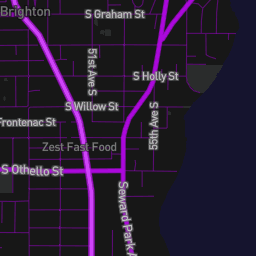 S Graham St
Brighton
51st Ave S
S Holly St
S Willow St
55th Ave S
Frontenac St
Zest Fast Food
S Othello St
Seward Park A